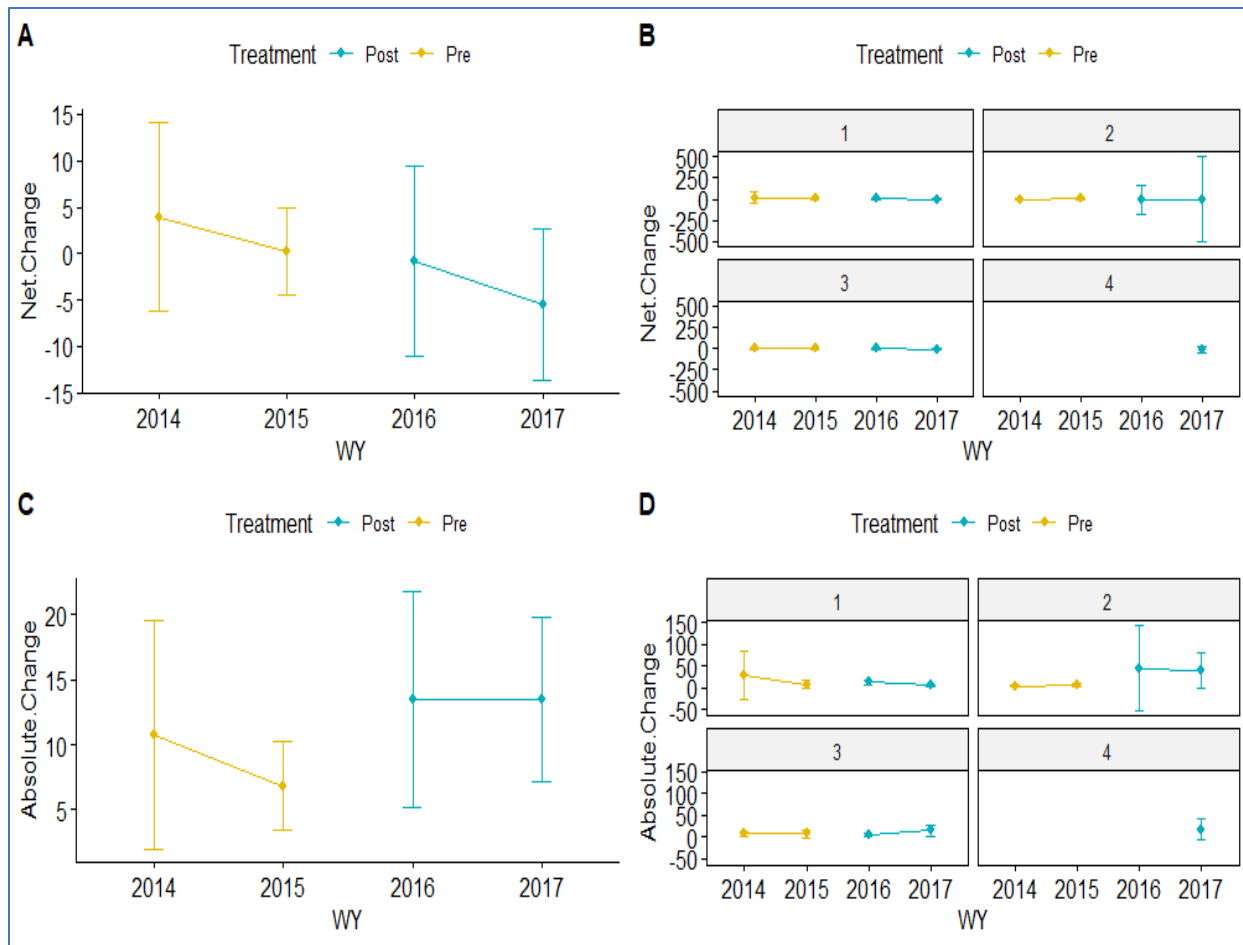 A
Treatment Post Pre
15
10
5
0
-5
-10
-15
Net.Change
2014 2015 2016 2017
WY
B
Treatment Post Pre
1 2
500
250
0
-250
-500
3 4
500
250
0
-250
-500
Net.Change
2014 2015 2016 2017 2014 2015 2016 2017
WY
C
Treatment Post Pre
20
15
10
5
Absolute.Change
2014 2015 2016 2017
WY
D
Treatment Post Pre
1 2
150
100
50
0
-50
3 4
150
100
50
0
-50
Absolute.Change
2014 2015 2016 2017 2014 2015 2016 2017
WY